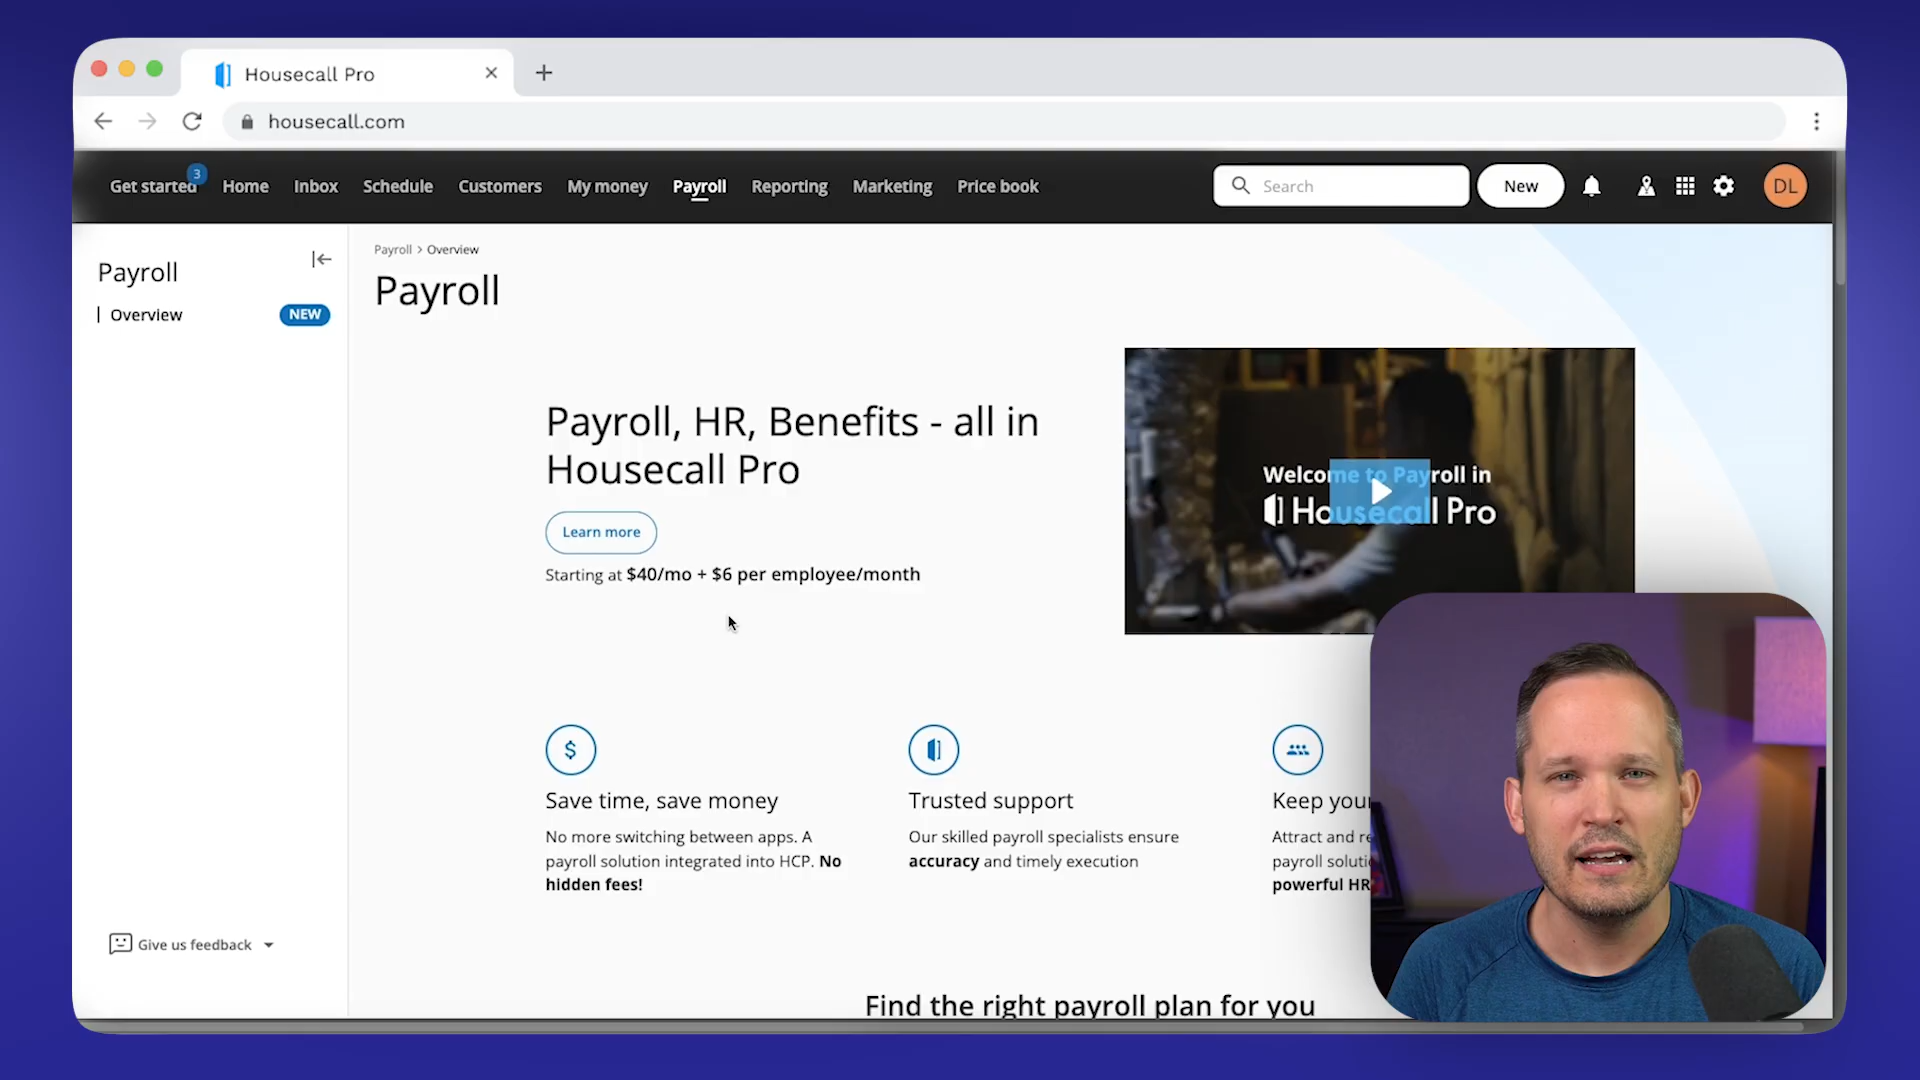 Housecall Pro
housecall.com
Get started 3 Home Inbox Schedule Customers My money Payroll Reporting Marketing Price book Search New DL
Payroll
Overview NEW
Give us feedback
Payroll > Overview
Payroll
Payroll, HR, Benefits - all in
Housecall Pro
Learn more
Starting at $40/mo + $6 per employee/month
Welcome to Payroll in
Housecall Pro
Save time, save money
No more switching between apps. A
payroll solution integrated into HCP. No
hidden fees!
Trusted support
Our skilled payroll specialists ensure
accuracy and timely execution
Keep your
Attract and re
payroll soluti
powerful HR
Find the right payroll plan for you